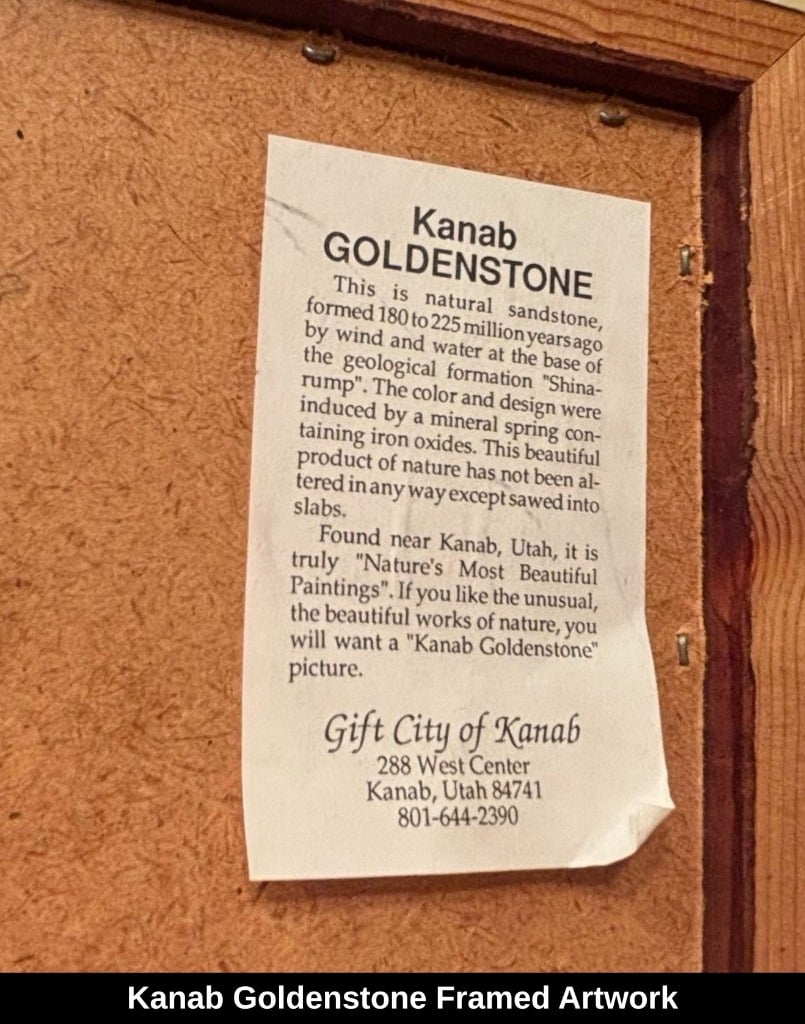 Kanab
GOLDENSTONE
This is natural sandstone,
formed 180 to 225 million years ago
by wind and water at the base of
the geological formation "Shina-
rump". The color and design were
induced by a mineral spring con-
taining iron oxides. This beautiful
product of nature has not been al-
tered in any way except sawed into
slabs.
Found near Kanab, Utah, it is
truly "Nature's Most Beautiful
Paintings". If you like the unusual,
the beautiful works of nature, you
will want a "Kanab Goldenstone"
picture.
Gift City of Kanab
288 West Center
Kanab, Utah 84741
801-644-2390
Kanab Goldenstone Framed Artwork